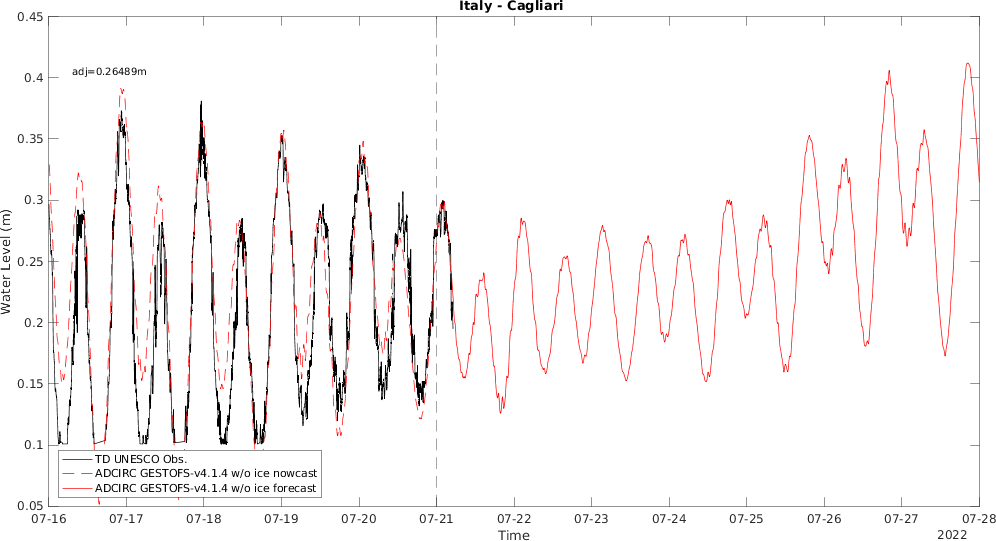 Italy - Cagliari
adj=0.26489m
Water Level (m)
0.45
0.4
0.35
0.3
0.25
0.2
0.15
0.1
0.05
TD UNESCO Obs.
ADCIRC GESTOFS-v4.1.4 w/o ice nowcast
ADCIRC GESTOFS-v4.1.4 w/o ice forecast
07-16 07-17 07-18 07-19 07-20 07-21 07-22 07-23 07-24 07-25 07-26 07-27 07-28
Time
2022